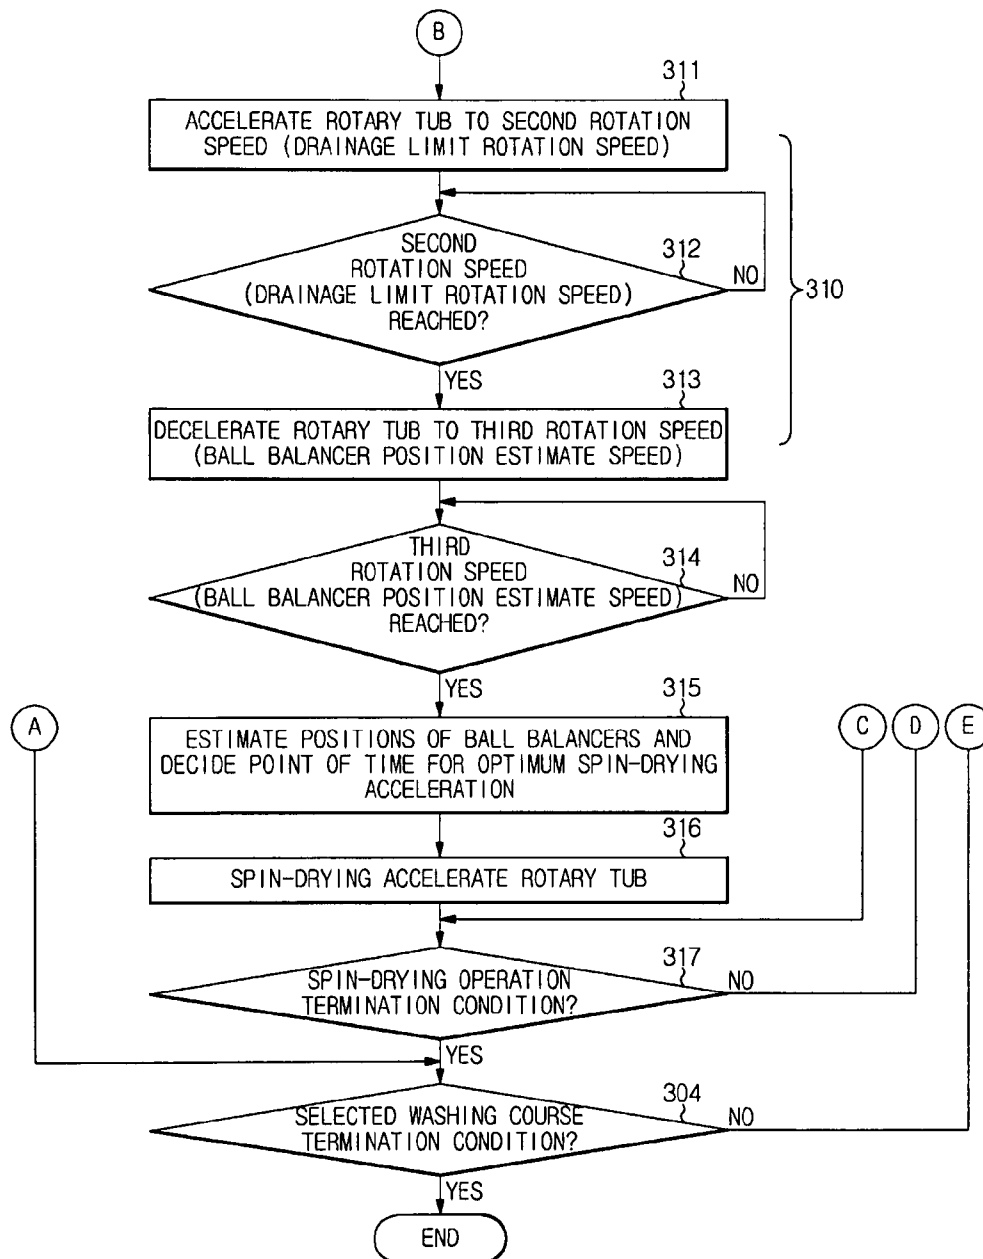 B
311
ACCELERATE ROTARY TUB TO SECOND ROTATION
SPEED (DRAINAGE LIMIT ROTATION SPEED)
SECOND
ROTATION SPEED
(DRAINAGE LIMIT ROTATION SPEED)
REACHED?
312
NO
310
YES
313
DECELERATE ROTARY TUB TO THIRD ROTATION SPEED
(BALL BALANCER POSITION ESTIMATE SPEED)
THIRD
ROTATION SPEED
(BALL BALANCER POSITION ESTIMATE SPEED)
REACHED?
314
NO
YES
315
A
C
D
E
ESTIMATE POSITIONS OF BALL BALANCERS AND
DECIDE POINT OF TIME FOR OPTIMUM SPIN-DRYING
ACCELERATION
316
SPIN-DRYING ACCELERATE ROTARY TUB
317
SPIN-DRYING OPERATION
TERMINATION CONDITION?
NO
YES
304
SELECTED WASHING COURSE
TERMINATION CONDITION?
NO
YES
END